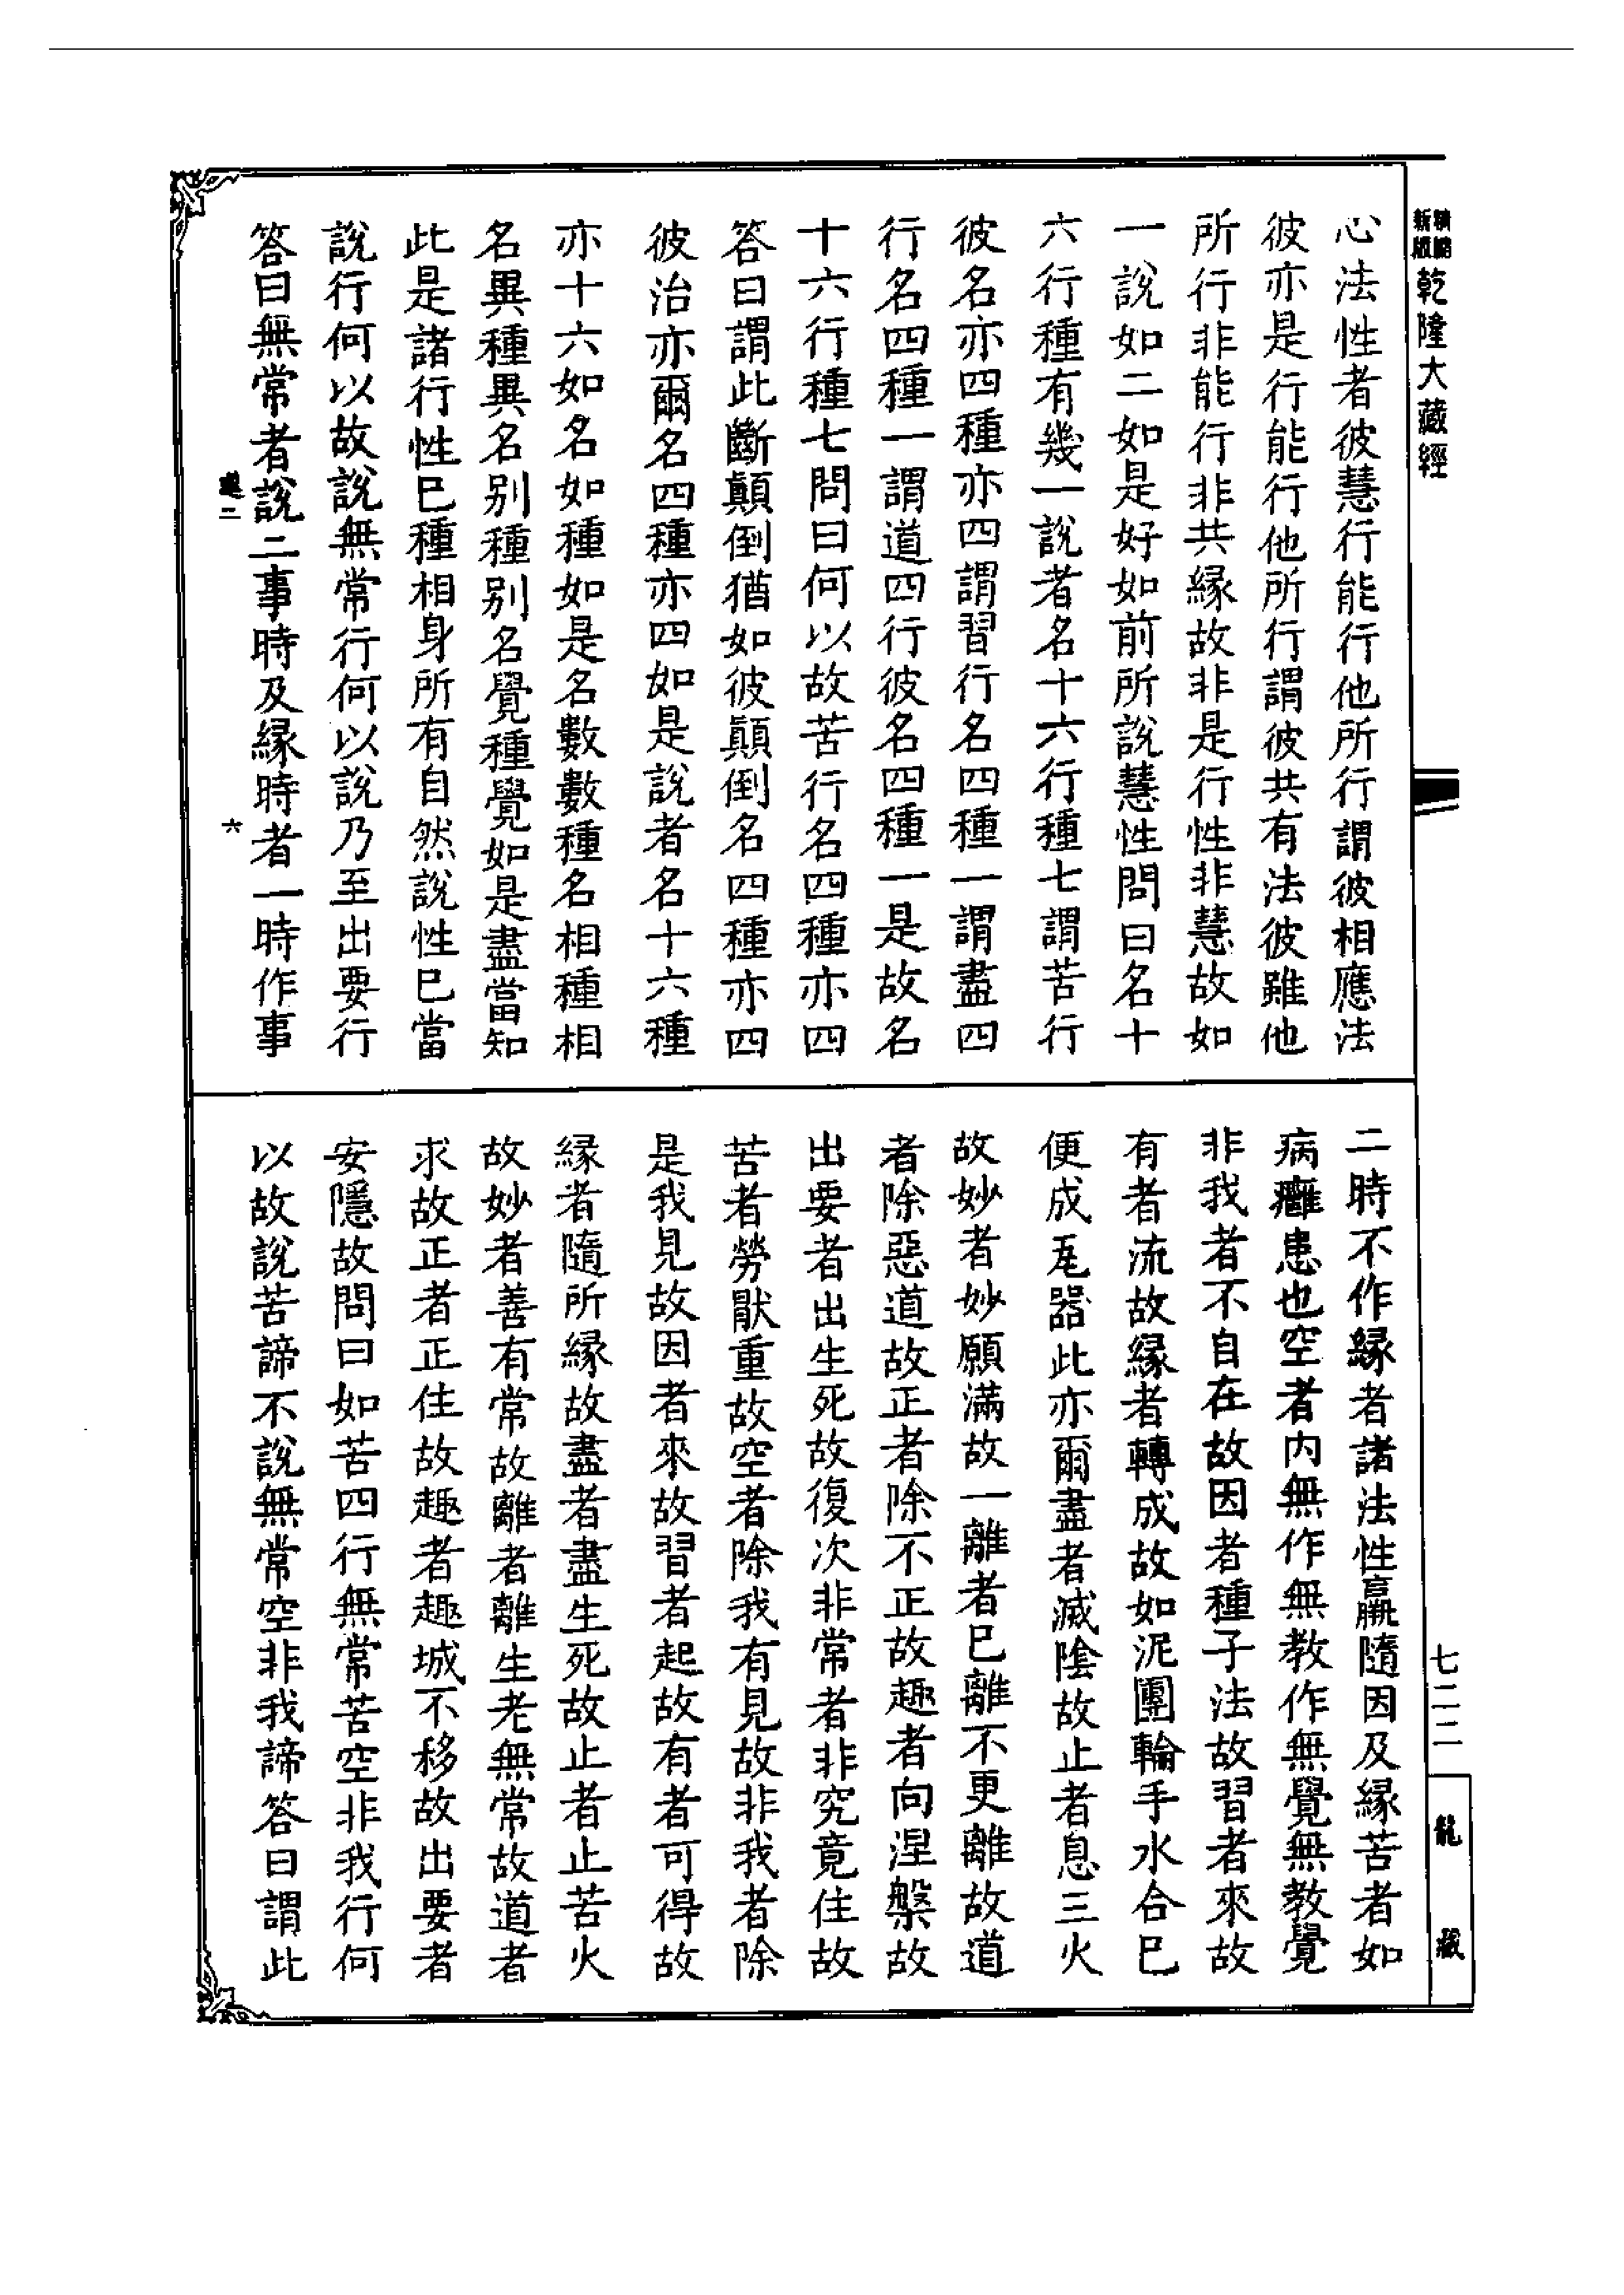 新版
精縮
乾隆大藏經
心法性者彼慧行能行他所行謂彼相應法
彼亦是行能行他所行謂彼共有法彼雖他
所行非能行非共緣故非是行性非慧故如
一說如二如是好如前所說慧性問曰名十
六行種有幾一說者名十六行種七謂苦行
彼名亦四種亦四謂習行名四種一謂盡四
行名四種一謂道四行彼名四種一是故名
十六行種七問曰何以故苦行名四種亦四
答曰謂此斷顛倒猶如彼顛倒名四種亦四
彼治亦爾名四種亦四如是說者名十六種
亦十六如名如種如是名數數種名相種相
名異種異名別種別名覺種覺如是盡當知
此是諸行性已種相身所有自然說性已當
說行何以故說無常行何以說乃至出要行
答曰無常者說二事時及緣時者一時作事
二
六
二時不作緣者諸法性羸隨因及緣苦者如
病癰患也空者內無作無教作無覺無教覺
非我者不自在故因者種子法故習者來故
有者流故緣者轉成故如泥團輪手水合已
便成瓦器此亦爾盡者滅陰故止者息三火
故妙者妙願滿故一離者已離不更離故道
者除惡道故正者除不正故趣者向涅槃故
出要者出生死故復次非常者非究竟住故
苦者勞猒重故空者除我有見故非我者除
是我見故因者來故習者起故有者可得故
緣者隨所緣故盡者盡生死故止者止苦火
故妙者善有常故離者離生老無常故道者
求故正者正住故趣者趣城不移故出要者
安隱故問曰如苦四行無常苦空非我行何
以故說苦諦不說無常空非我諦答曰謂此
七二二
龍藏